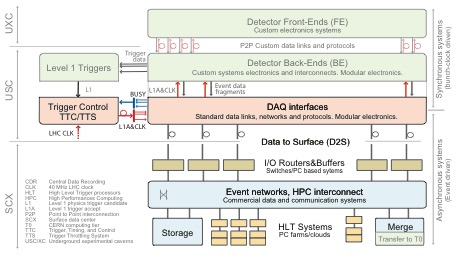 UXC
USC
SCX
Detector Front-Ends (FE)
Custom electronics systems
P2P Custom data links and protocols
Trigger
data
Level 1 Triggers
Detector Back-Ends (BE)
Custom systems electronics and interconnects. Modular electronics.
L1
BUSY
L1A&CLK
Event data
fragments
Trigger Control
TTC/TTS
DAQ interfaces
Standard data links, networks and protocols. Modular electronics.
L1A&CLK
LHC CLK
Data to Surface (D2S)
I/O Routers&Buffers
Switches/PC based sytems
Event networks, HPC interconnect
Commercial data and communication systems
Storage
HLT Systems
PC farms/clouds
Merge
Transfer to T0
CDR Central Data Recording
CLK 40 MHz LHC clock
HLT High Level Trigger processors
HPC High Performances Computing
L1 Level 1 physics trigger candidate
L1A Level 1 trigger accept
P2P Point to Point interconnection
SCX Surface data center
T0 CERN computing tier
TTC Trigger, Timing, and Control
TTS Trigger Throttling System
USC/XC Underground experimental caverns
Synchronous systems
(bunch-clock driven)
Asynchronous systems
(Event driven)